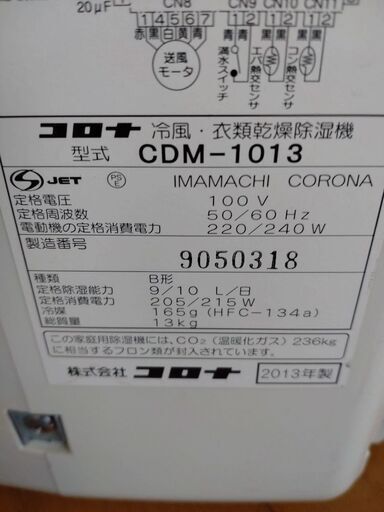 20μF
CN8
CN9
CN10
CN11
1 4 5 6 7
1 2
1 2
1 2
赤黒白黄青
青 青
黒 黒
黒 黒
送風モータ
満水スイッチ
エバ熱交センサ
コン熱交センサ
コロナ 冷風・衣類乾燥除湿機
型式 CDM-1013
S JET PS E IMAMACHI CORONA
定格電圧 100 V
定格周波数 50/60 Hz
電動機の定格消費電力 220/240 W
製造番号
9050318
種類 B形
定格除湿能力 9/10 L/日
定格消費電力 205/215 W
冷媒 165g (HFC-134a)
総質量 13kg
この家庭用除湿機には、CO₂（温暖化ガス）236kg
に相当するフロン類が封入されています。
株式会社 コロナ 2013年製